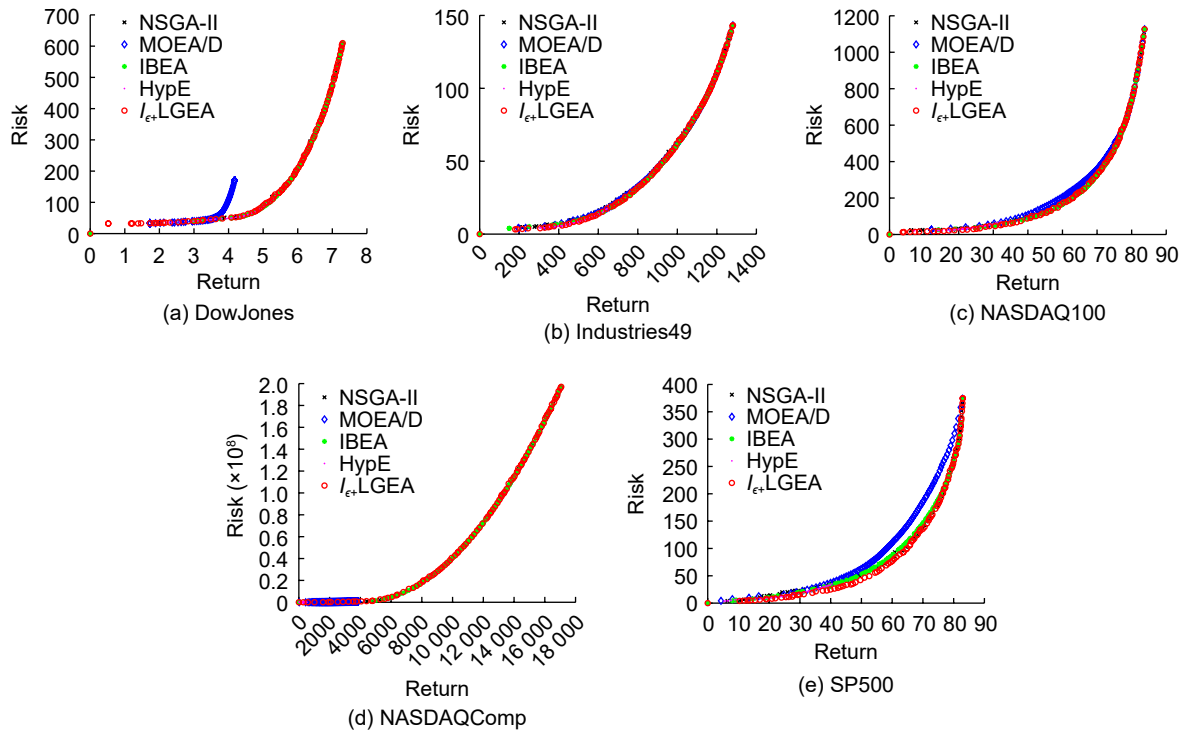 700
600
500
400
300
200
100
0
Risk
NSGA-II
MOEA/D
IBEA
HypE
Iε+LGEA
0 1 2 3 4 5 6 7 8
Return
(a) DowJones
150
100
50
0
Risk
NSGA-II
MOEA/D
IBEA
HypE
Iε+LGEA
0 200 400 600 800 1000 1200 1400
Return
(b) Industries49
1200
1000
800
600
400
200
0
Risk
NSGA-II
MOEA/D
IBEA
HypE
Iε+LGEA
0 10 20 30 40 50 60 70 80 90
Return
(c) NASDAQ100
2.0
1.8
1.6
1.4
1.2
1.0
0.8
0.6
0.4
0.2
0
Risk (×10⁸)
NSGA-II
MOEA/D
IBEA
HypE
Iε+LGEA
0 2000 4000 6000 8000 10 000 12 000 14 000 16 000 18 000
Return
(d) NASDAQComp
400
350
300
250
200
150
100
50
0
Risk
NSGA-II
MOEA/D
IBEA
HypE
Iε+LGEA
0 10 20 30 40 50 60 70 80 90
Return
(e) SP500